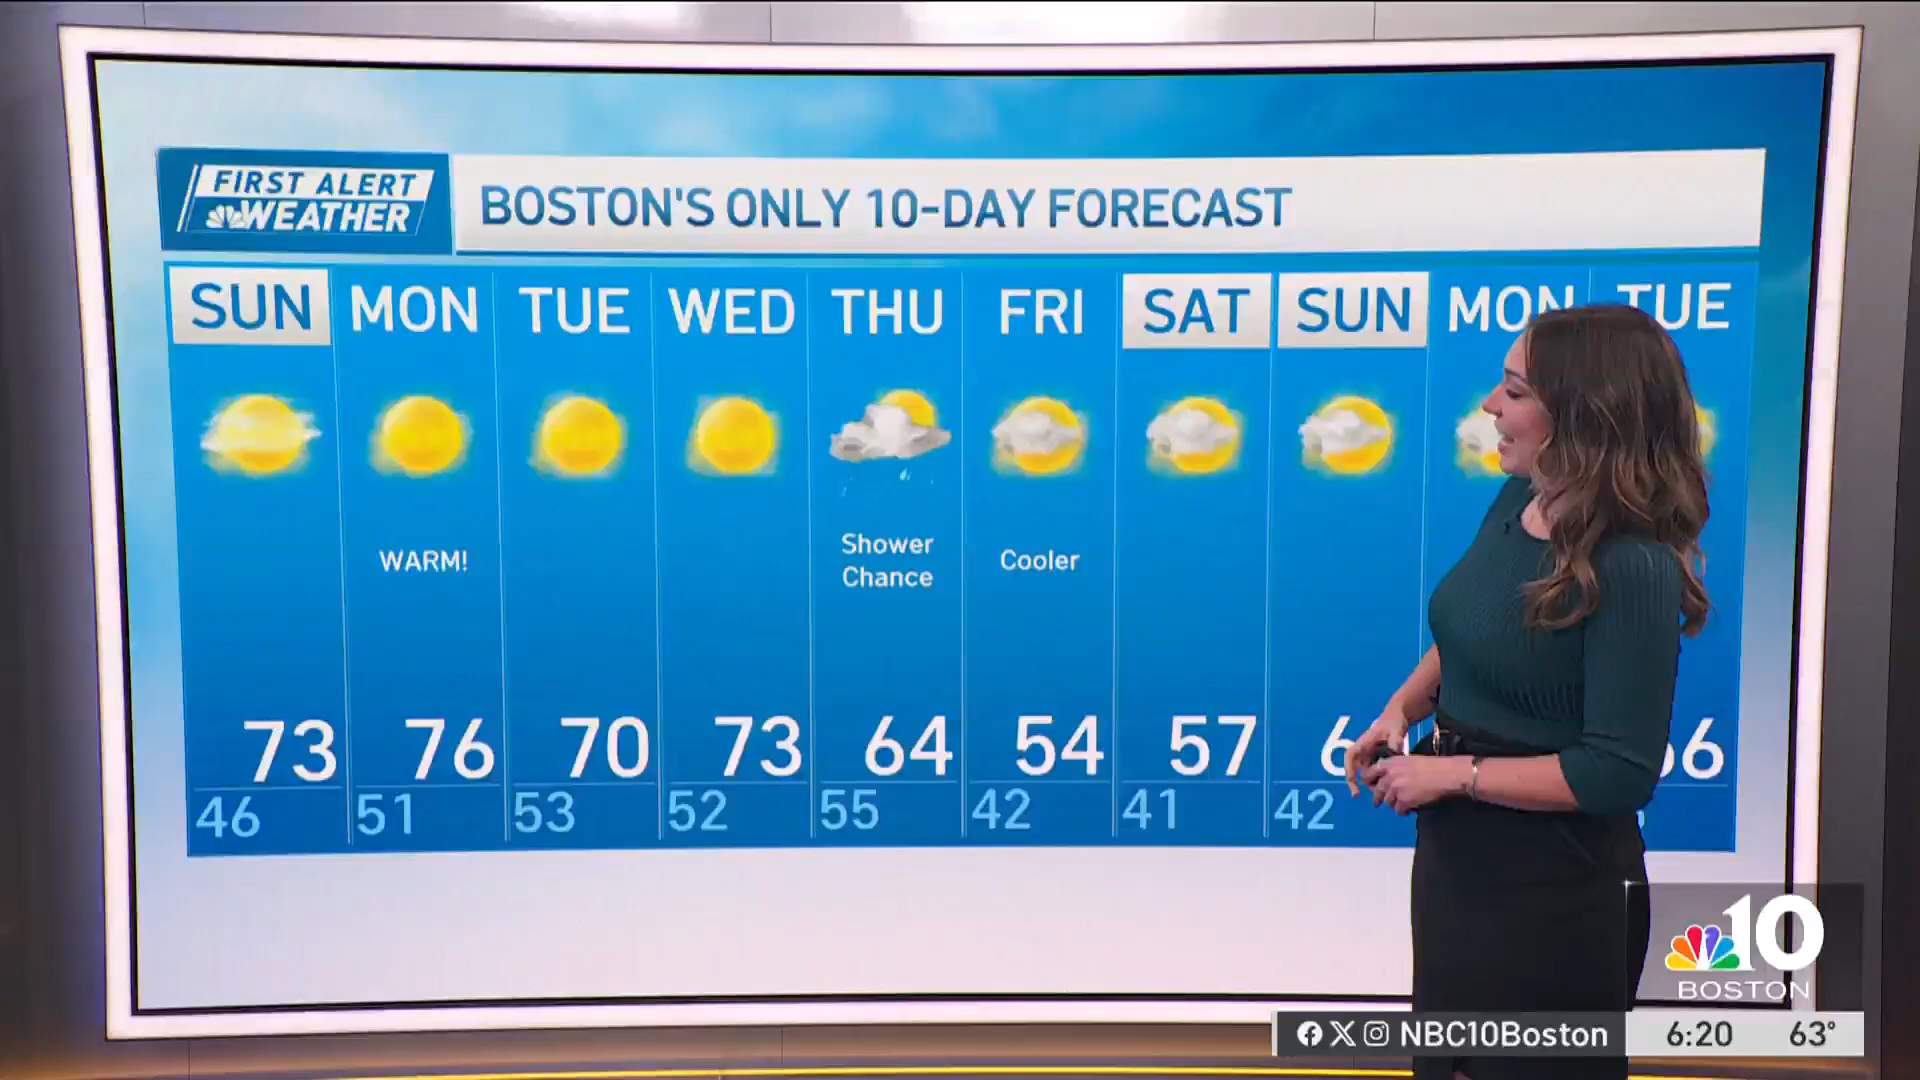 FIRST ALERT
WEATHER
BOSTON'S ONLY 10-DAY FORECAST
SUN MON TUE WED THU FRI SAT SUN MON TUE
WARM!
Shower
Chance
Cooler
73 76 70 73 64 54 57
46 51 53 52 55 42 41 42
10
BOSTON
NBC10Boston 6:20 63°